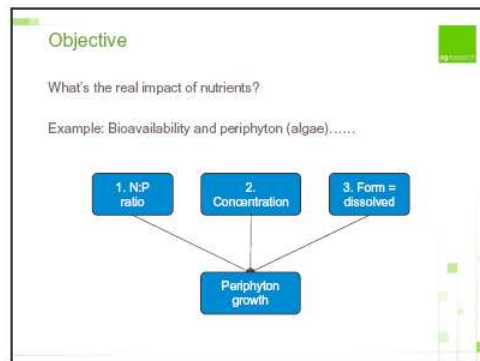 Objective
agresearch
What's the real impact of nutrients?
Example: Bioavailability and periphyton (algae)......
1. N:P
ratio
2.
Concentration
3. Form =
dissolved
Periphyton
growth